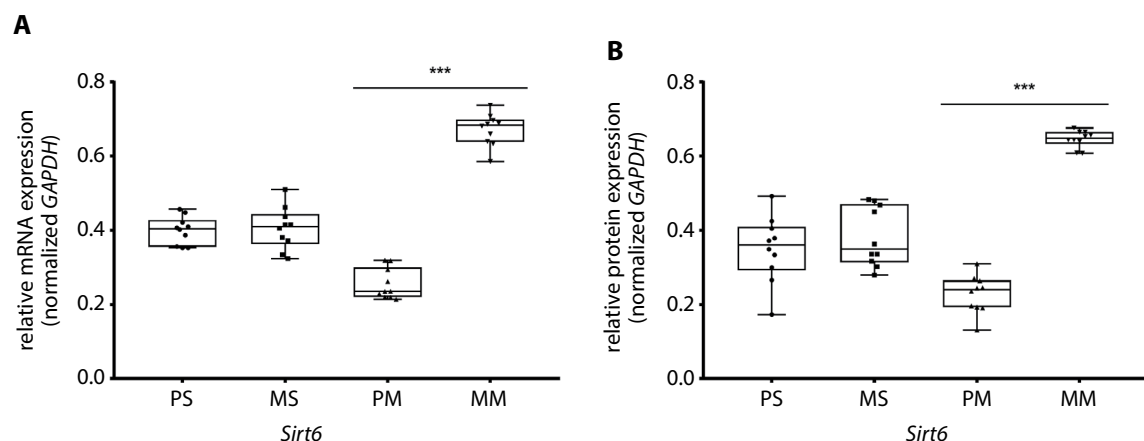 A
relative mRNA expression
(normalized GAPDH)
0.8
0.6
0.4
0.2
0.0
***
PS MS PM MM
Sirt6
B
relative protein expression
(normalized GAPDH)
0.8
0.6
0.4
0.2
0.0
***
PS MS PM MM
Sirt6